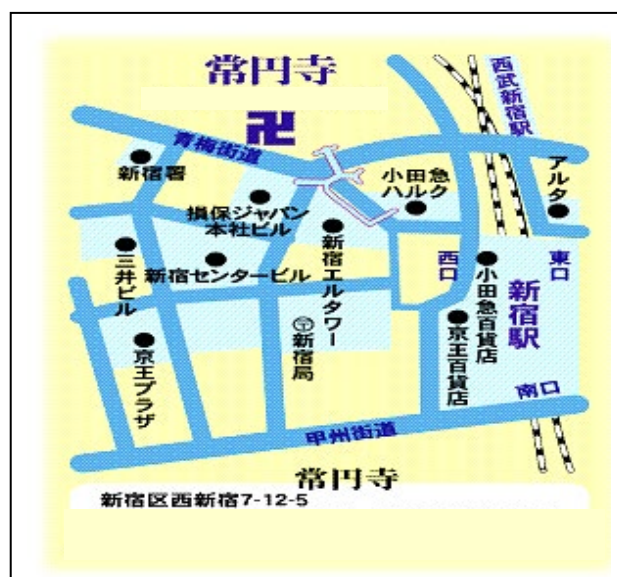 常円寺
卍
青梅街道
西武新宿駅
新宿署
小田急
ハルク
アルタ
損保ジャパン
本社ビル
三井ビル
新宿センタービル
新宿エルタワー
西口
小田急百貨店
東口
新宿駅
〶新宿局
京王プラザ
京王百貨店
南口
甲州街道
常円寺
新宿区西新宿7-12-5